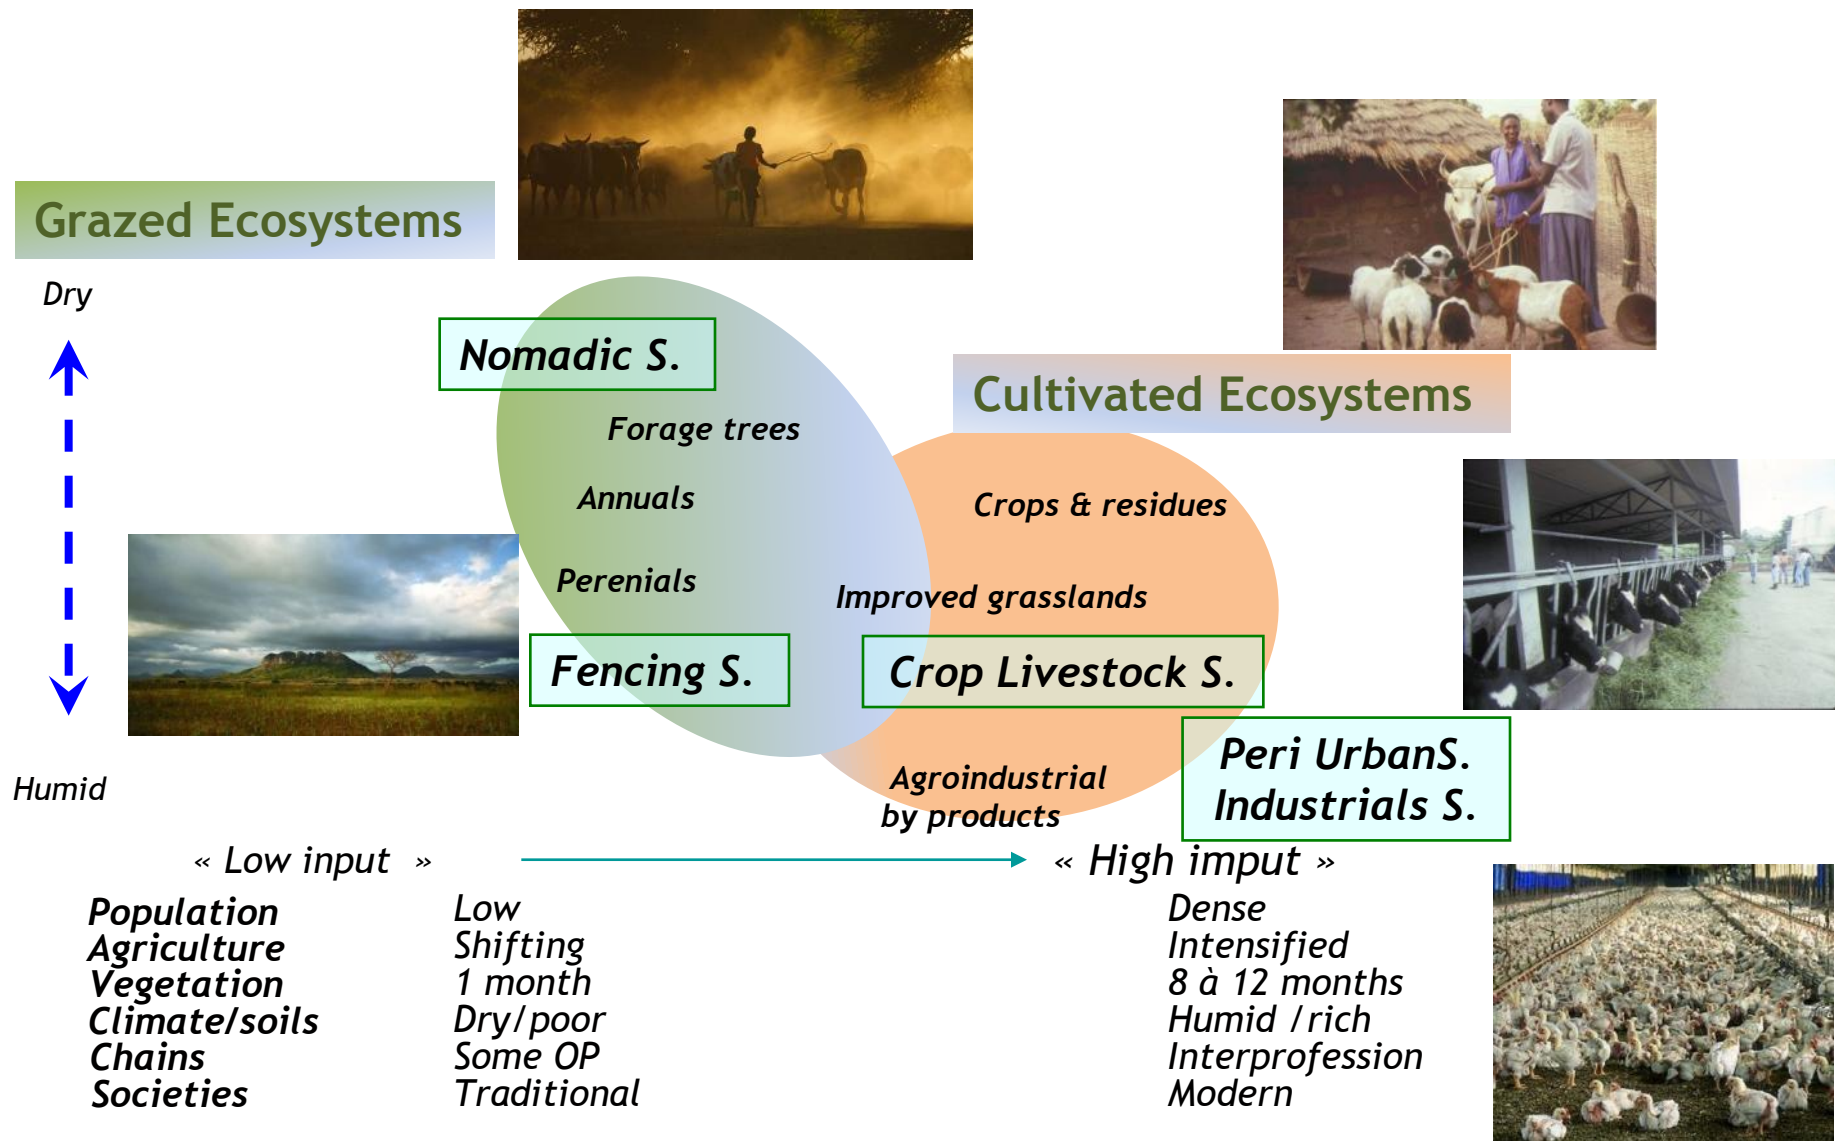 Grazed Ecosystems
Dry
Nomadic S.
Cultivated Ecosystems
Forage trees
Annuals
Crops & residues
Perenials
Improved grasslands
Fencing S.
Crop Livestock S.
Peri UrbanS.
Industrials S.
Humid
Agroindustrial
by products
« Low input »
« High imput »
Population Low Dense
Agriculture Shifting Intensified
Vegetation 1 month 8 à 12 months
Climate/soils Dry/poor Humid /rich
Chains Some OP Interprofession
Societies Traditional Modern